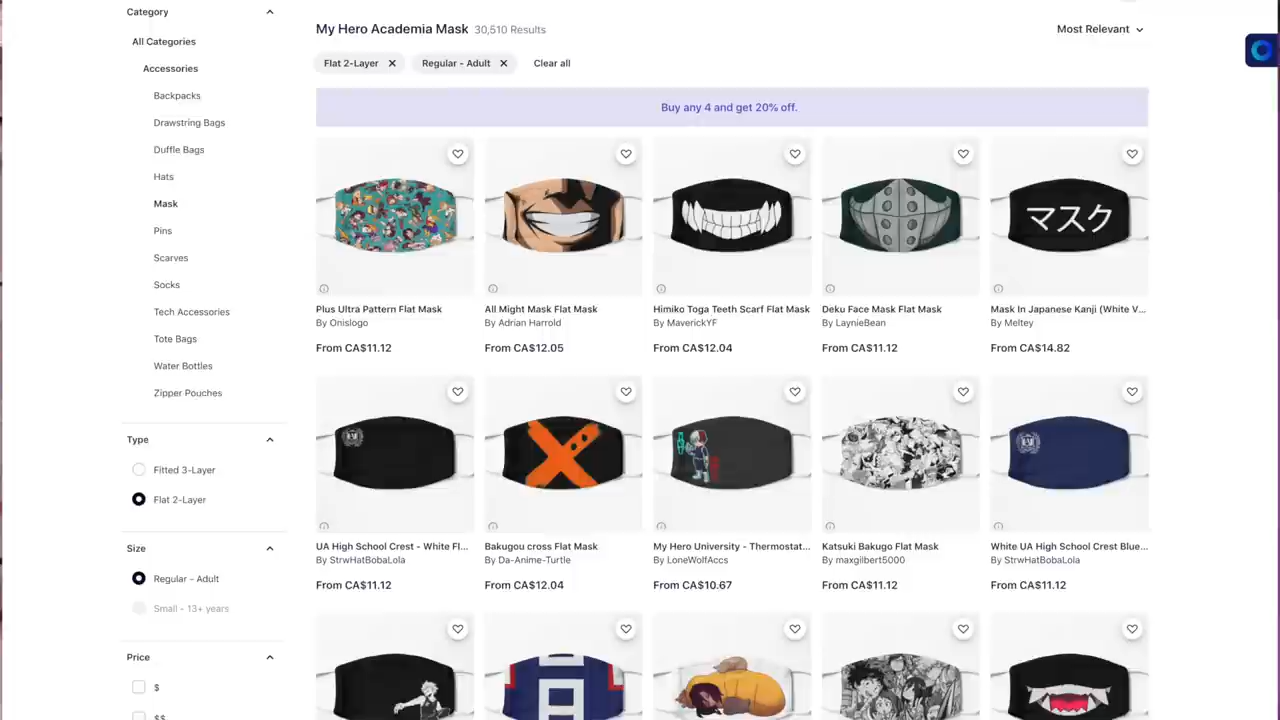 Category
All Categories
Accessories
Backpacks
Drawstring Bags
Duffle Bags
Hats
Mask
Pins
Scarves
Socks
Tech Accessories
Tote Bags
Water Bottles
Zipper Pouches
Type
Fitted 3-Layer
Flat 2-Layer
Size
Regular - Adult
Small - 13+ years
Price
$
$$
My Hero Academia Mask 30,510 Results
Most Relevant
Flat 2-Layer
Regular - Adult
Clear all
Buy any 4 and get 20% off.
マスク
Plus Ultra Pattern Flat Mask
By Onislogo
From CA$11.12
All Might Mask Flat Mask
By Adrian Harrold
From CA$12.05
Himiko Toga Teeth Scarf Flat Mask
By MaverickYF
From CA$12.04
Deku Face Mask Flat Mask
By LaynieBean
From CA$11.12
Mask In Japanese Kanji (White V...
By Meltey
From CA$14.82
UA High School Crest - White Fl...
By StrwHatBobaLola
From CA$11.12
Bakugou cross Flat Mask
By Da-Anime-Turtle
From CA$12.04
My Hero University - Thermostat...
By LoneWolfAccs
From CA$10.67
Katsuki Bakugo Flat Mask
By maxgilbert5000
From CA$11.12
White UA High School Crest Blue...
By StrwHatBobaLola
From CA$11.12